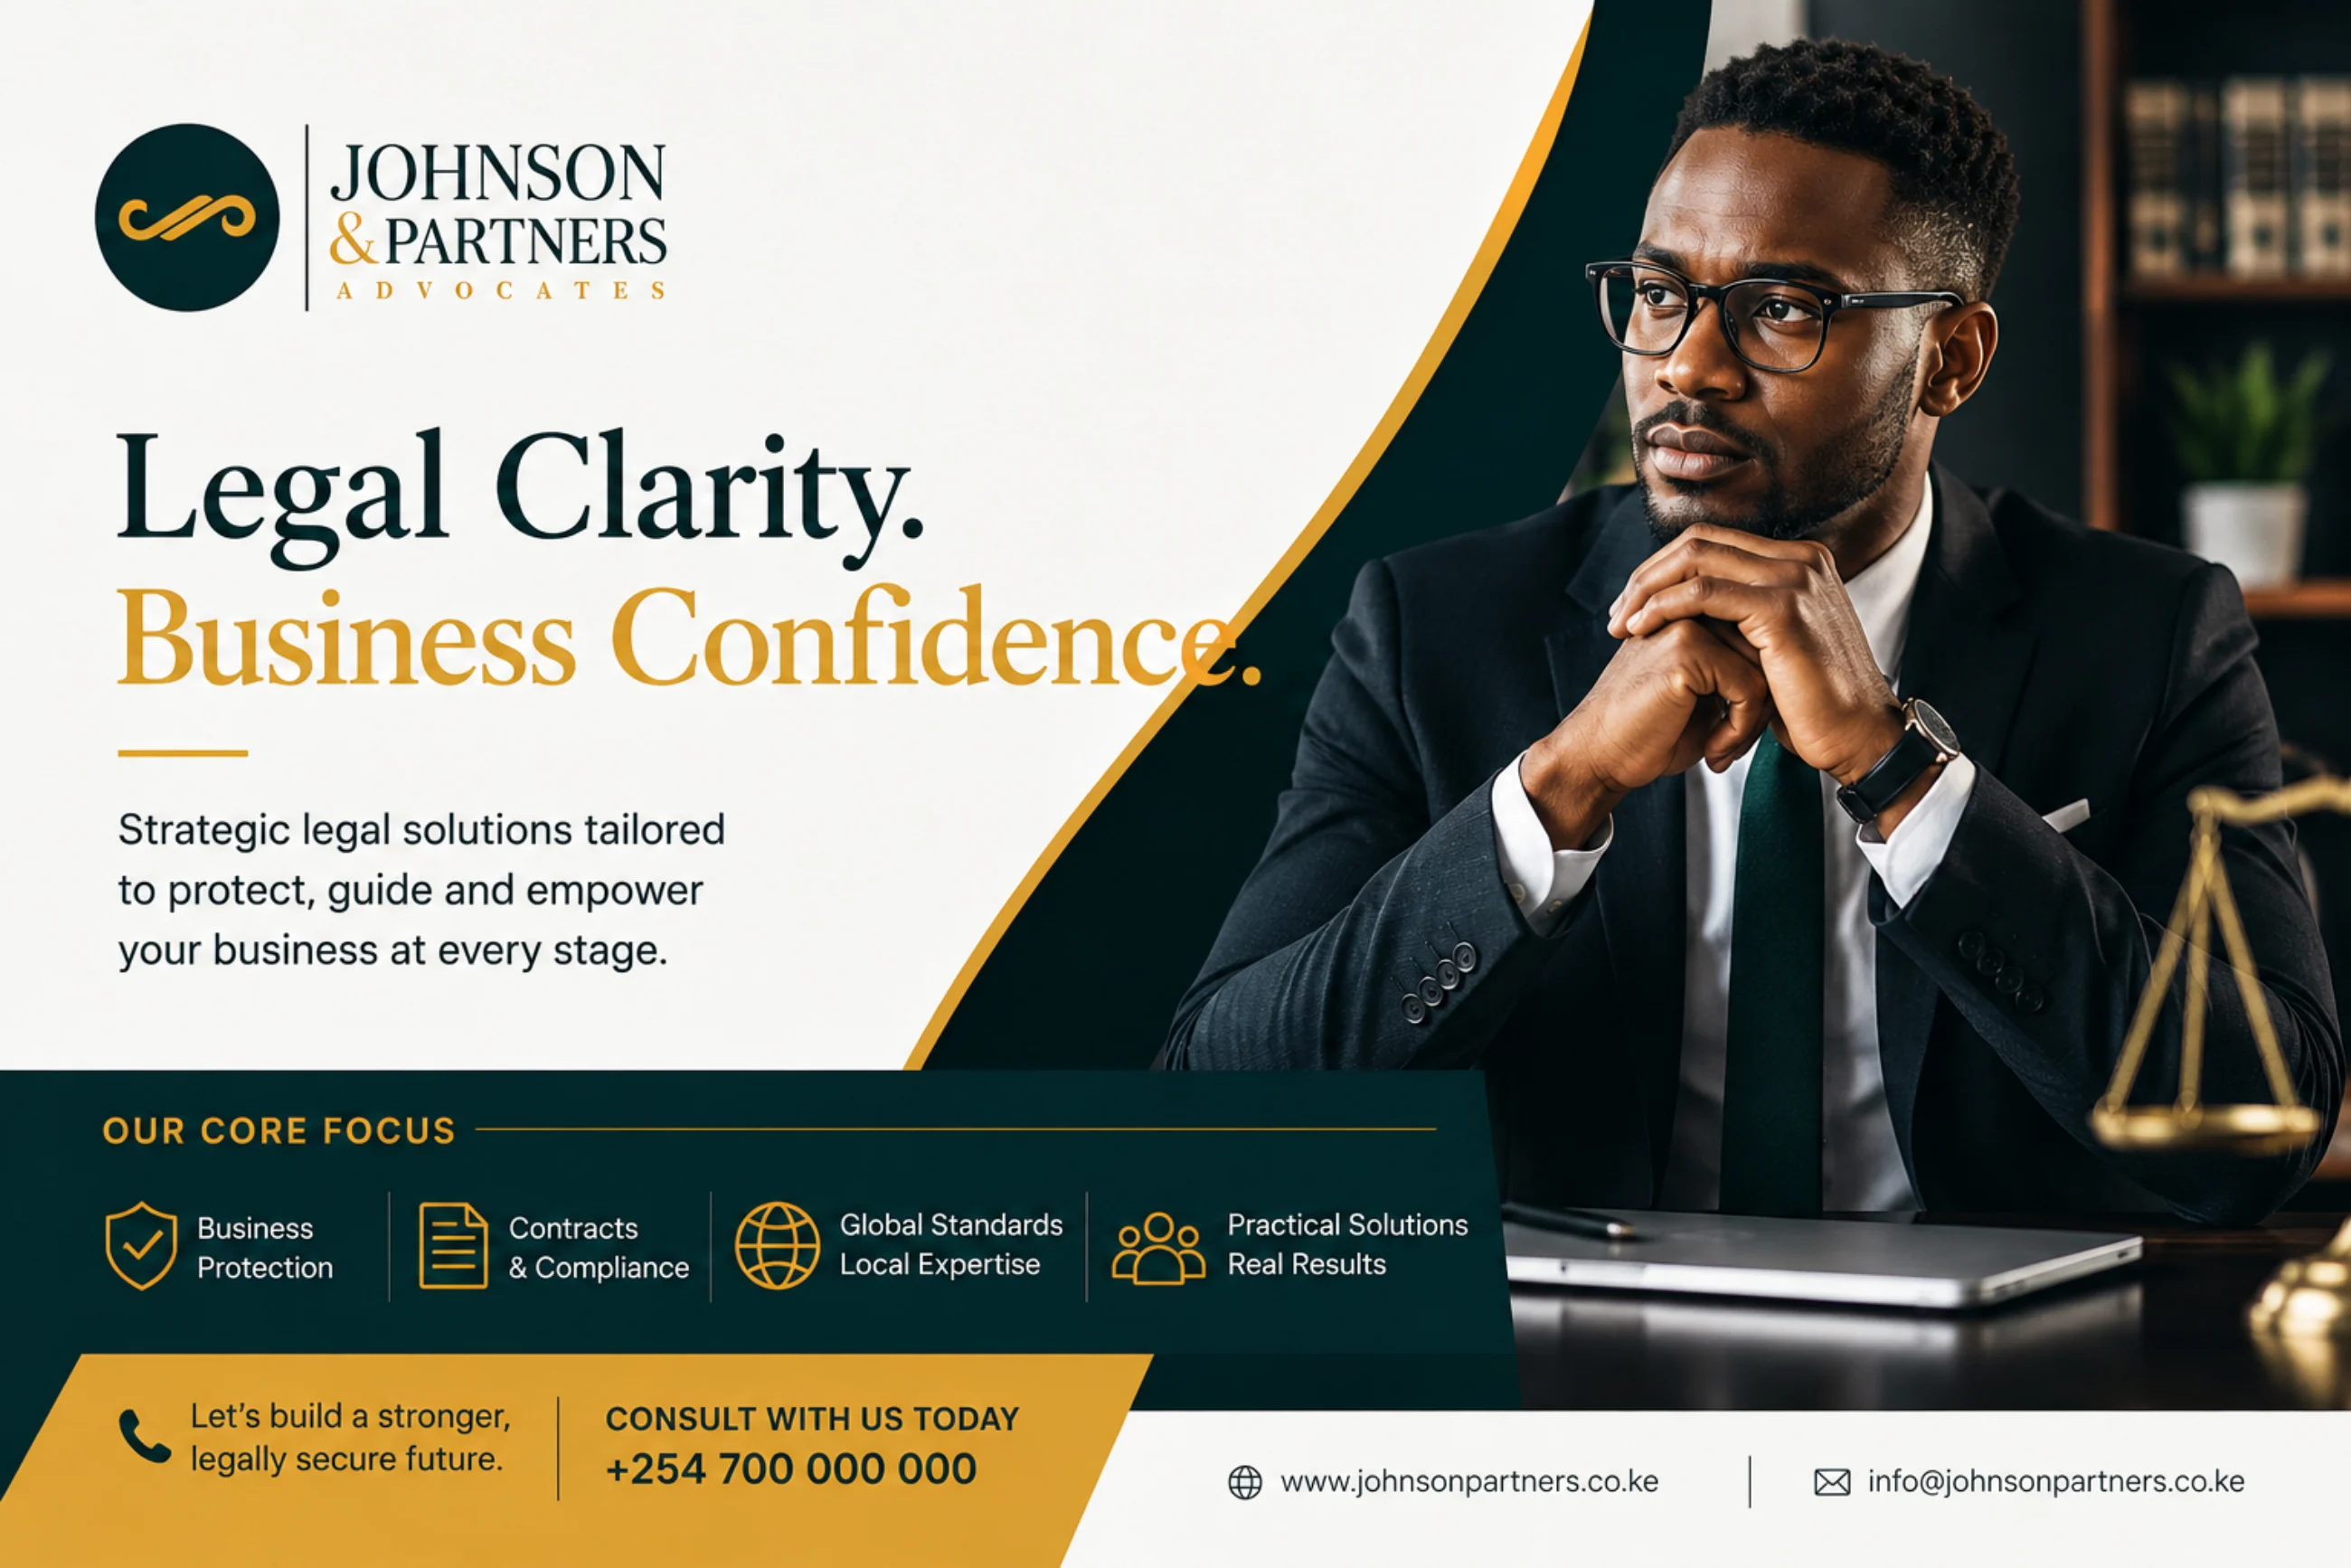 JOHNSON
& PARTNERS
ADVOCATES
Legal Clarity.
Business Confidence.
Strategic legal solutions tailored
to protect, guide and empower
your business at every stage.
OUR CORE FOCUS
Business
Protection
Contracts
& Compliance
Global Standards
Local Expertise
Practical Solutions
Real Results
Let's build a stronger,
legally secure future.
CONSULT WITH US TODAY
+254 700 000 000
www.johnsonpartners.co.ke
info@johnsonpartners.co.ke